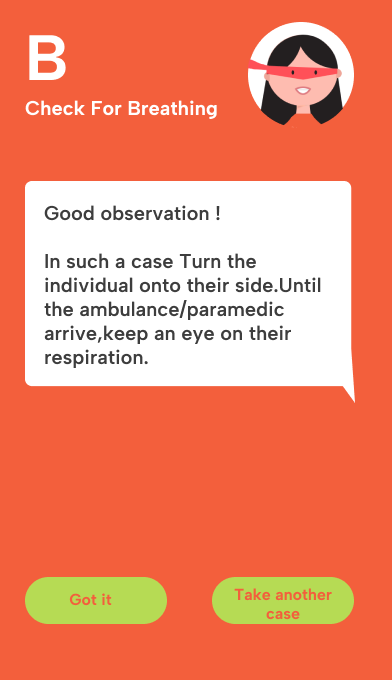 B
Check For Breathing
Good observation !
In such a case Turn the
individual onto their side.Until
the ambulance/paramedic
arrive,keep an eye on their
respiration.
Got it
Take another
case